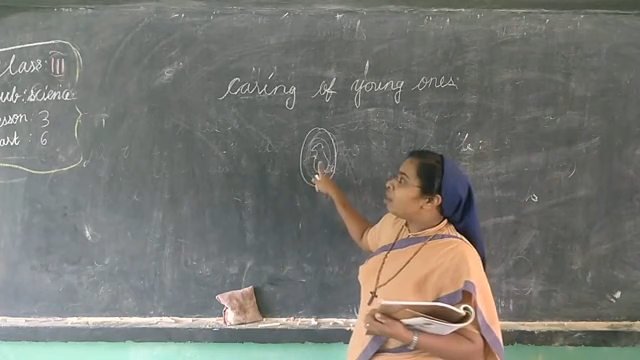 Class: III
Sub: Science
Lesson 3
Part : 6
Caring of young ones.